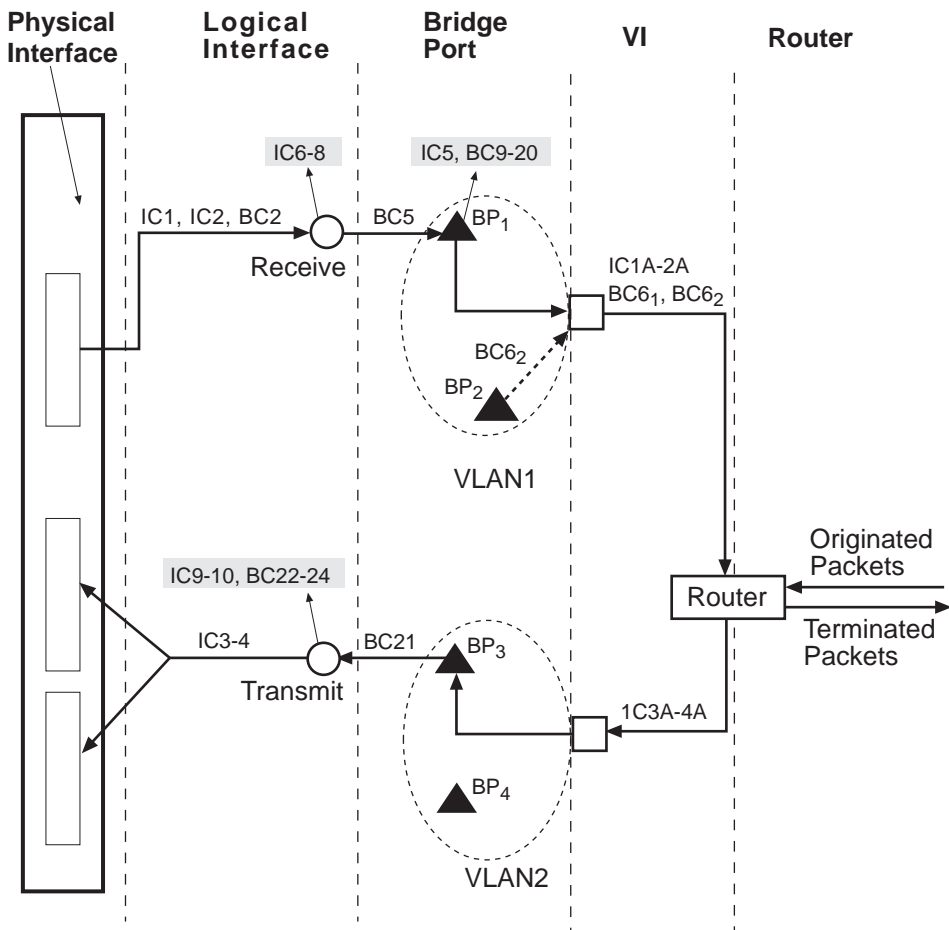 Physical
Interface
Logical
Interface
Bridge
Port
VI
Router
IC6-8
IC5, BC9-20
IC1, IC2, BC2
BC5
BP1
Receive
IC1A-2A
BC61, BC62
BC62
BP2
VLAN1
Originated
Packets
IC9-10, BC22-24
Router
Terminated
Packets
IC3-4
BC21
BP3
Transmit
1C3A-4A
BP4
VLAN2